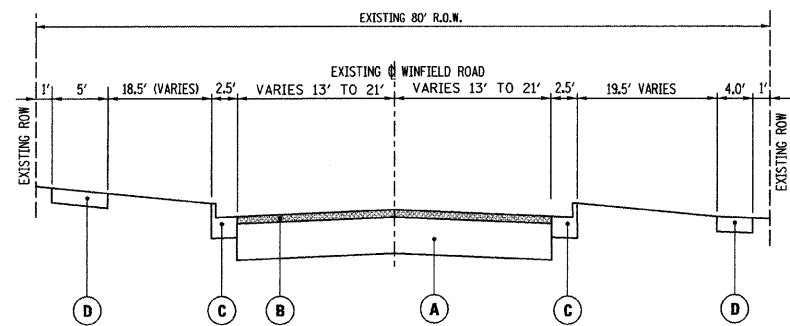 EXISTING 80' R.O.W.
EXISTING ℄ WINFIELD ROAD
1' 5' 18.5' (VARIES) 2.5' VARIES 13' TO 21' VARIES 13' TO 21' 2.5' 19.5' VARIES 4.0' 1'
EXISTING ROW
EXISTING ROW
D C B A C D